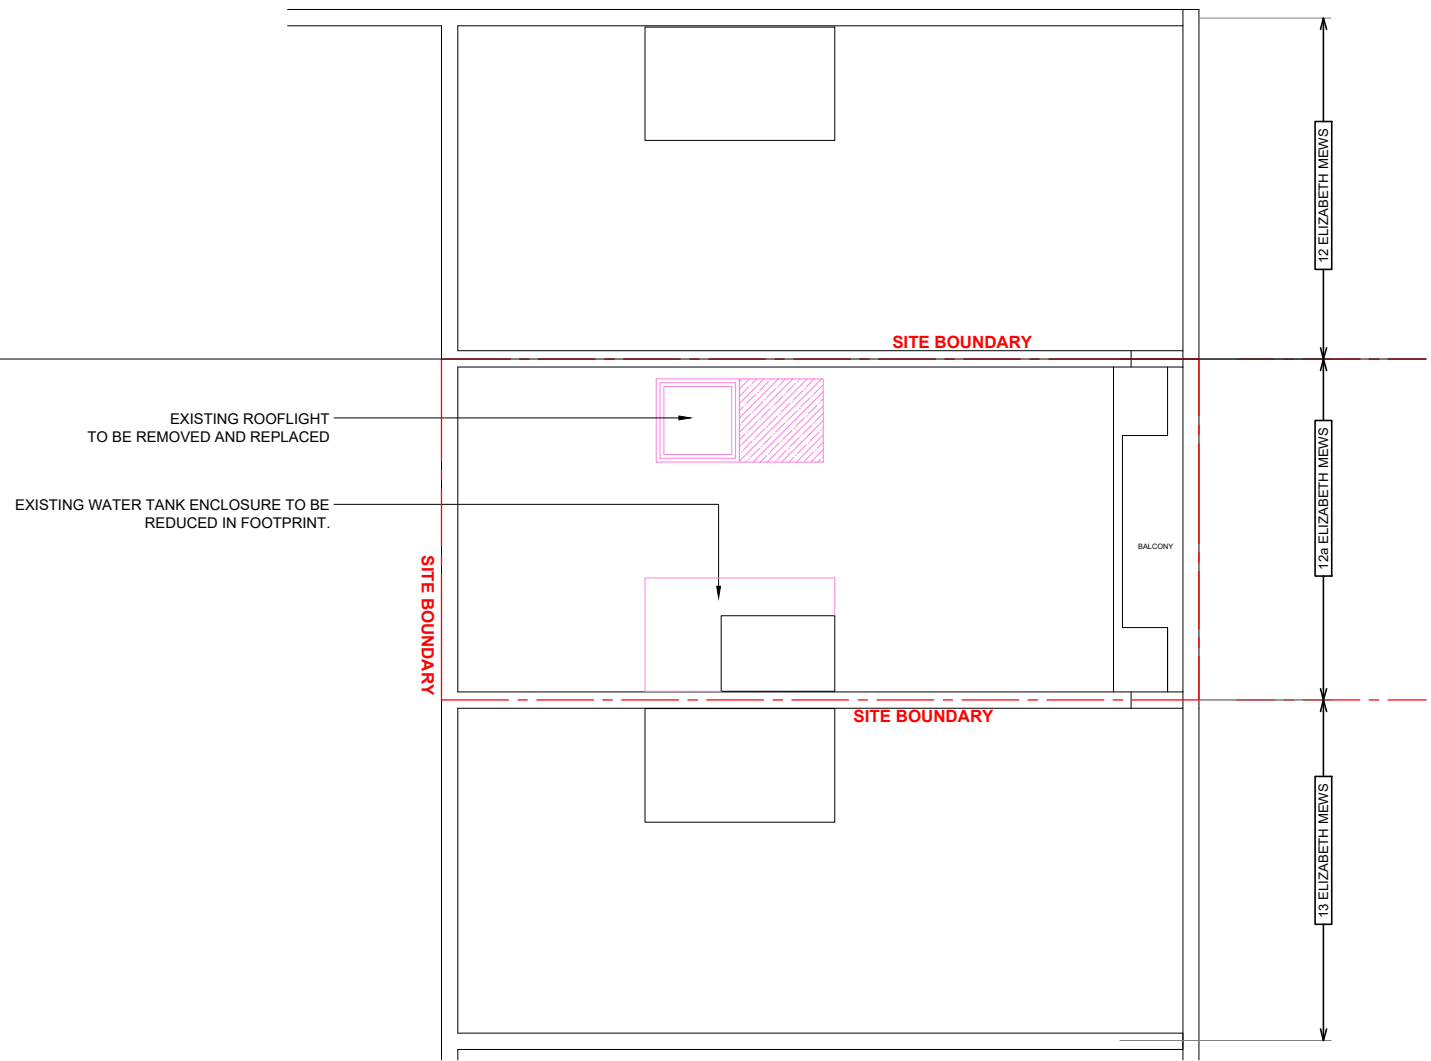 12 ELIZABETH MEWS
SITE BOUNDARY
EXISTING ROOFLIGHT
TO BE REMOVED AND REPLACED
EXISTING WATER TANK ENCLOSURE TO BE
REDUCED IN FOOTPRINT.
12a ELIZABETH MEWS
BALCONY
SITE BOUNDARY
SITE BOUNDARY
13 ELIZABETH MEWS